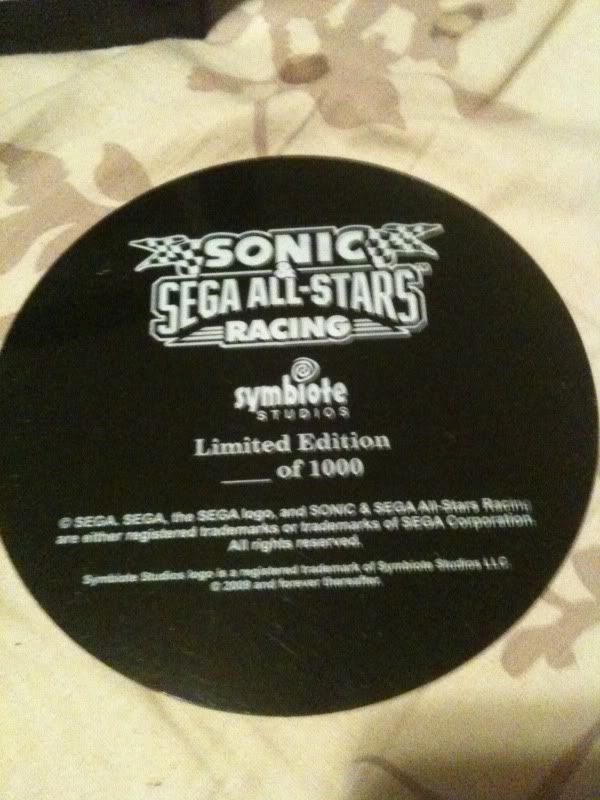 SONIC
&
SEGA ALL-STARS™
RACING
symbiote
STUDIOS
Limited Edition
___ of 1000
© SEGA. SEGA, the SEGA logo, and SONIC & SEGA All-Stars Racing
are either registered trademarks or trademarks of SEGA Corporation.
All rights reserved.
Symbiote Studios logo is a registered trademark of Symbiote Studios LLC.
© 2009 and forever thereafter.